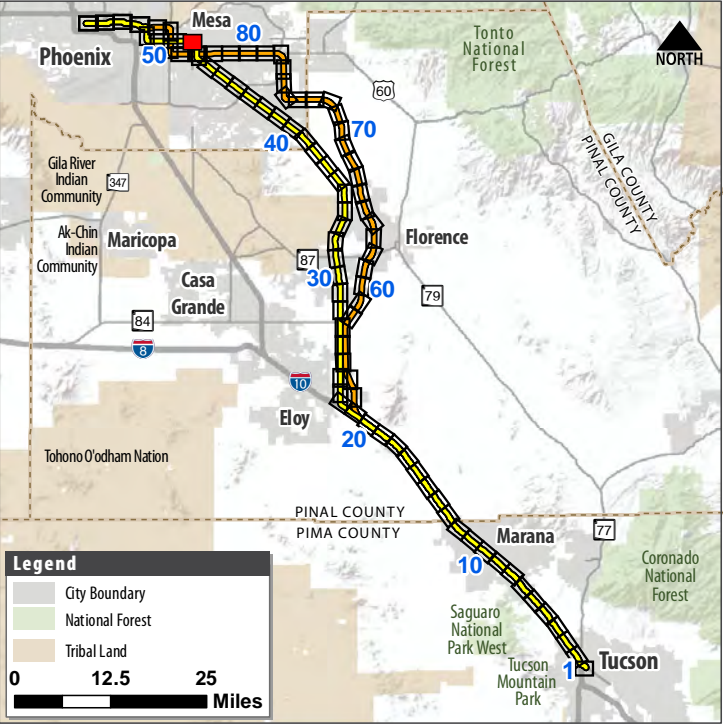 Mesa
80
Tonto
National
Forest
NORTH
Phoenix
50
60
70
40
GILA COUNTY
PINAL COUNTY
Gila River
Indian
Community
347
Ak-Chin
Indian
Community
Maricopa
Florence
87
Casa
Grande
30
60
79
84
8
10
Eloy
20
Tohono O'odham Nation
PINAL COUNTY
PIMA COUNTY
Marana
77
10
Coronado
National
Forest
Saguaro
National
Park West
Tucson
Mountain
Park
1
Tucson
Legend
City Boundary
National Forest
Tribal Land
0 12.5 25
Miles